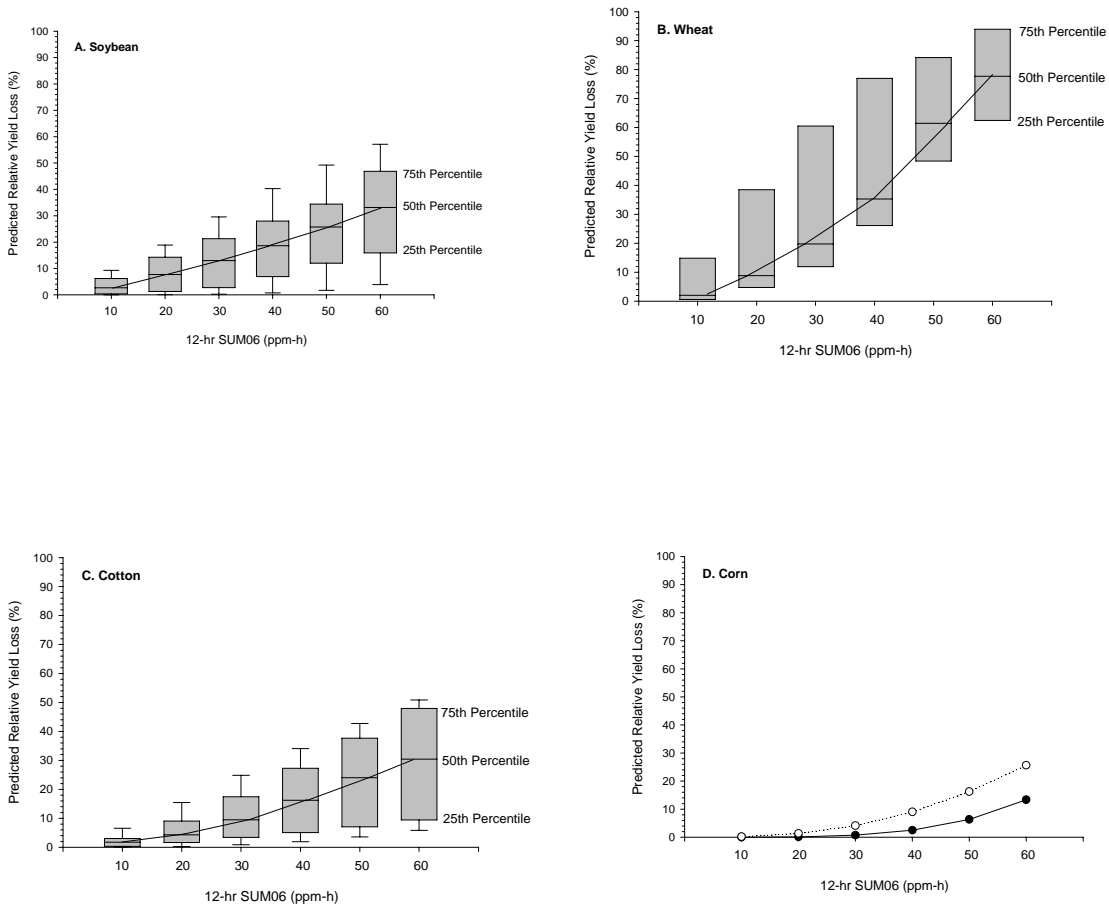 A. Soybean
Predicted Relative Yield Loss (%)
100
90
80
70
60
50
40
30
20
10
0
75th Percentile
50th Percentile
25th Percentile
10 20 30 40 50 60
12-hr SUM06 (ppm-h)
B. Wheat
Predicted Relative Yield Loss (%)
100
90
80
70
60
50
40
30
20
10
0
75th Percentile
50th Percentile
25th Percentile
10 20 30 40 50 60
12-hr SUM06 (ppm-h)
C. Cotton
Predicted Relative Yield Loss (%)
100
90
80
70
60
50
40
30
20
10
0
75th Percentile
50th Percentile
25th Percentile
10 20 30 40 50 60
12-hr SUM06 (ppm-h)
D. Corn
Predicted Relative Yield Loss (%)
100
90
80
70
60
50
40
30
20
10
0
10 20 30 40 50 60
12-hr SUM06 (ppm-h)